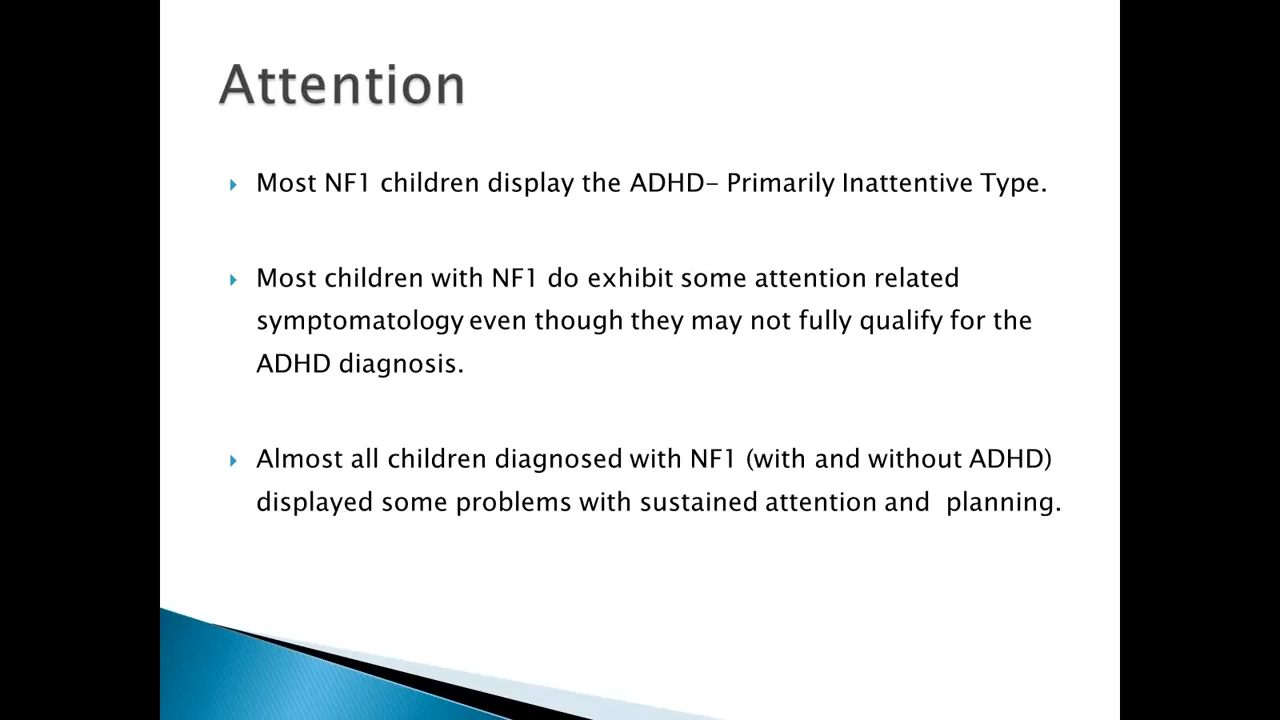 Attention
Most NF1 children display the ADHD- Primarily Inattentive Type.
Most children with NF1 do exhibit some attention related
symptomatology even though they may not fully qualify for the
ADHD diagnosis.
Almost all children diagnosed with NF1 (with and without ADHD)
displayed some problems with sustained attention and  planning.